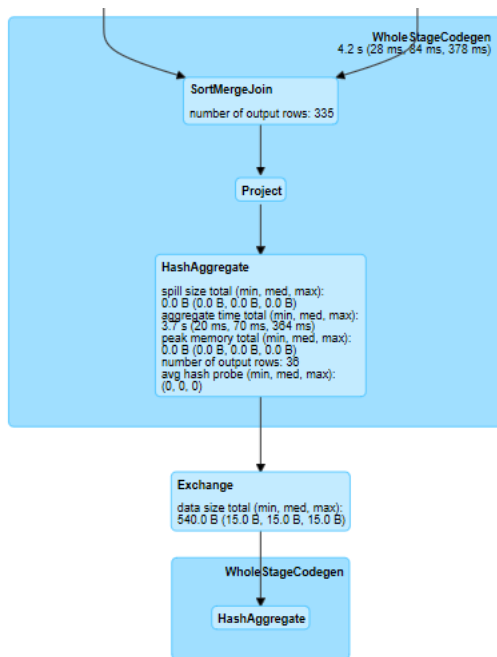 WholeStageCodegen
4.2 s (28 ms, 84 ms, 378 ms)
SortMergeJoin
number of output rows: 335
Project
HashAggregate
spill size total (min, med, max):
0.0 B (0.0 B, 0.0 B, 0.0 B)
aggregate time total (min, med, max):
3.7 s (20 ms, 70 ms, 364 ms)
peak memory total (min, med, max):
0.0 B (0.0 B, 0.0 B, 0.0 B)
number of output rows: 36
avg hash probe (min, med, max):
(0, 0, 0)
Exchange
data size total (min, med, max):
540.0 B (15.0 B, 15.0 B, 15.0 B)
WholeStageCodegen
HashAggregate